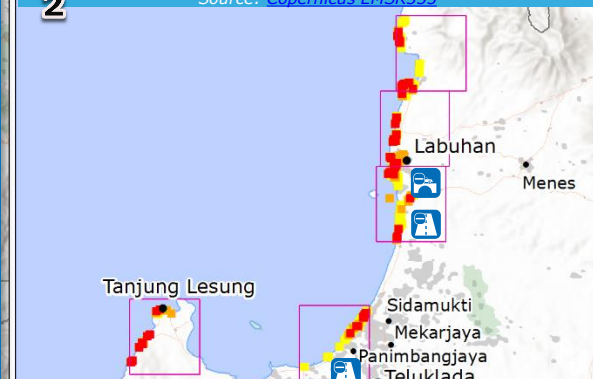 2
Source: Copernicus EMSR335
Labuhan
Menes
Tanjung Lesung
Sidamukti
Mekarjaya
Panimbangjaya
Teluklada